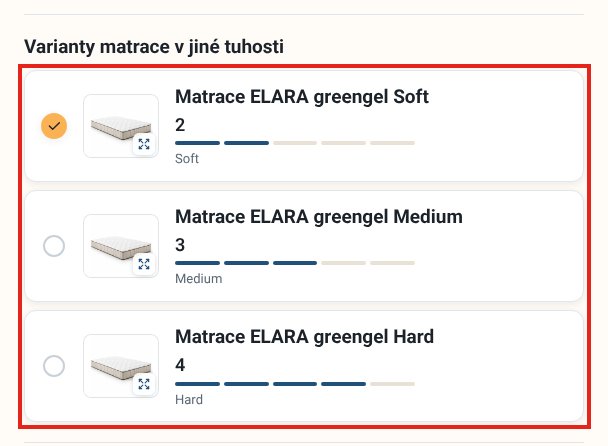 Varianty matrace v jiné tuhosti
Matrace ELARA greengel Soft
2
Soft
Matrace ELARA greengel Medium
3
Medium
Matrace ELARA greengel Hard
4
Hard